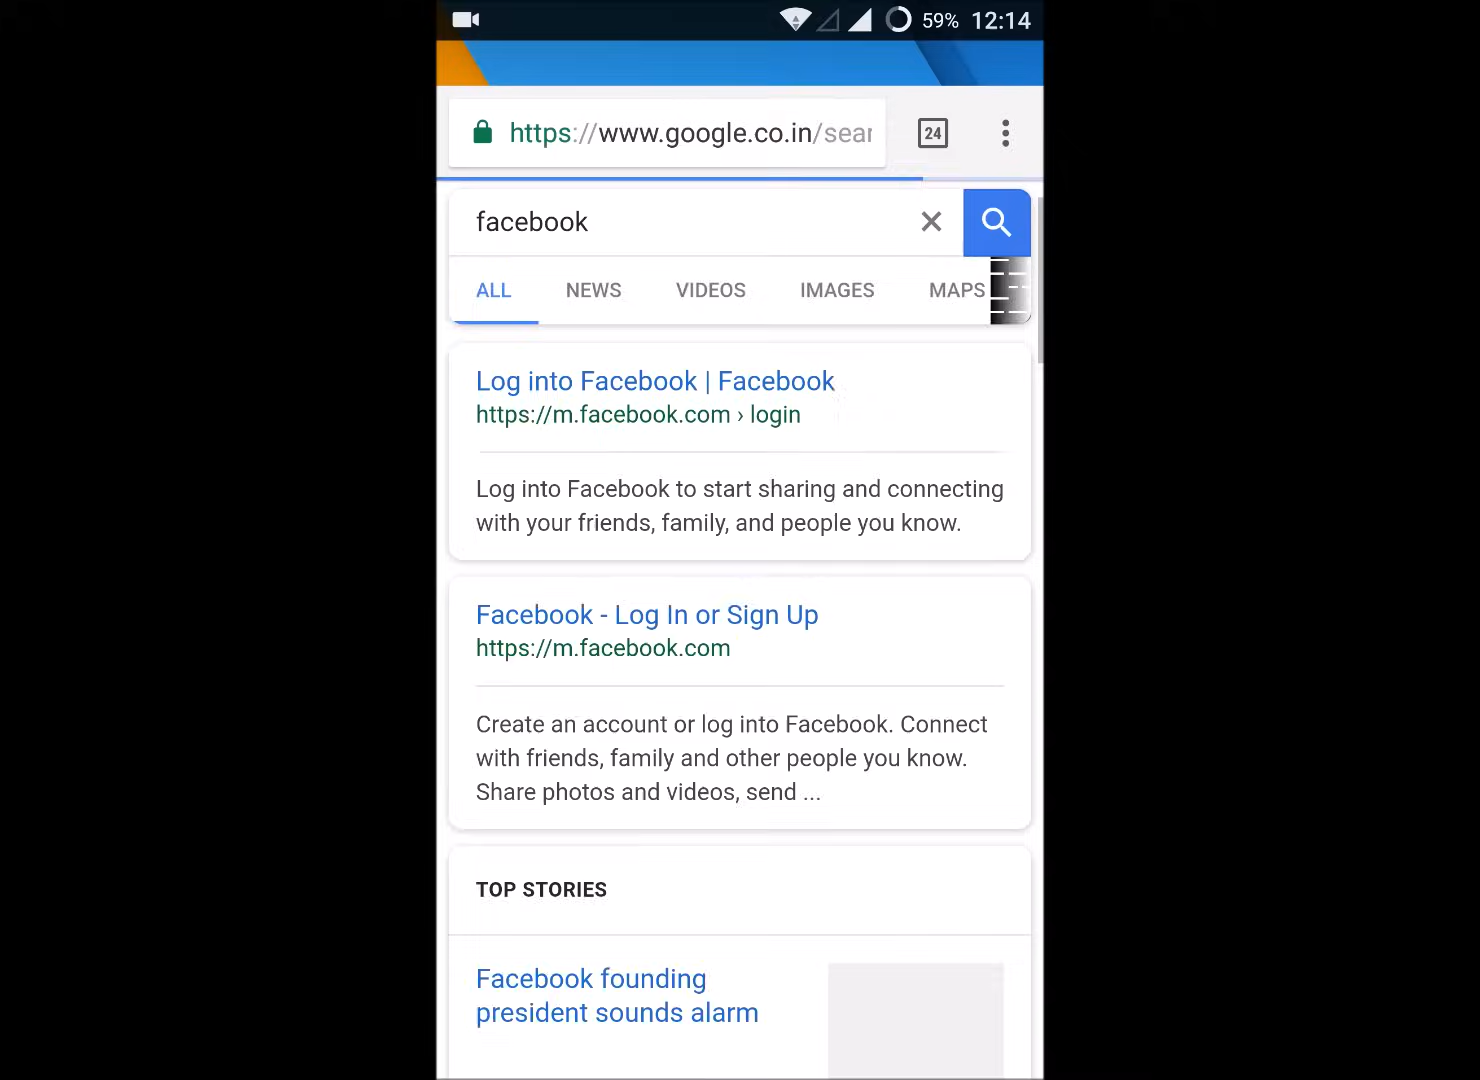 59% 12:14
https://www.google.co.in/sear
24
facebook
ALL NEWS VIDEOS IMAGES MAPS
Log into Facebook | Facebook
https://m.facebook.com › login
Log into Facebook to start sharing and connecting
with your friends, family, and people you know.
Facebook - Log In or Sign Up
https://m.facebook.com
Create an account or log into Facebook. Connect
with friends, family and other people you know.
Share photos and videos, send ...
TOP STORIES
Facebook founding
president sounds alarm